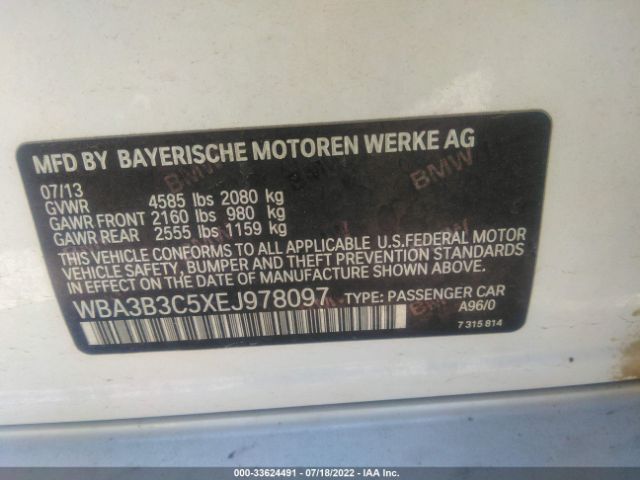 MFD BY BAYERISCHE MOTOREN WERKE AG
07/13
GVWR 4585 lbs 2080 kg
GAWR FRONT 2160 lbs 980 kg
GAWR REAR 2555 lbs 1159 kg
THIS VEHICLE CONFORMS TO ALL APPLICABLE U.S.FEDERAL MOTOR
VEHICLE SAFETY, BUMPER AND THEFT PREVENTION STANDARDS
IN EFFECT ON THE DATE OF MANUFACTURE SHOWN ABOVE.
WBA3B3C5XEJ978097 TYPE: PASSENGER CAR
A96/0
7 315 814
BMW
BMW
000-33624491 - 07/18/2022 - IAA Inc.